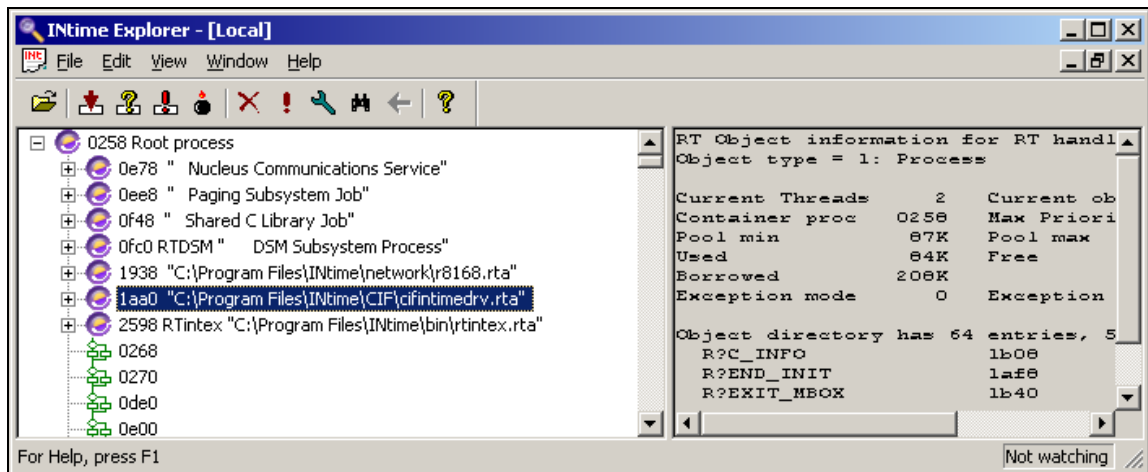 INtime Explorer - [Local]
File Edit View Window Help
0258 Root process
0e78 " Nucleus Communications Service"
0ee8 " Paging Subsystem Job"
0f48 " Shared C Library Job"
0fc0 RTDSM " DSM Subsystem Process"
1938 "C:\Program Files\INtime\network\r8168.rta"
1aa0 "C:\Program Files\INtime\CIF\cifintimedrv.rta"
2598 RTintex "C:\Program Files\INtime\bin\rtintex.rta"
0268
0270
0de0
0e00
RT Object information for RT handl
Object type = 1: Process
Current Threads 2 Current ob
Container proc 0258 Max Priori
Pool min 87K Pool max
Used 84K Free
Borrowed 208K
Exception mode 0 Exception
Object directory has 64 entries, 5
R?C_INFO 1b08
R?END_INIT 1af8
R?EXIT_MBOX 1b40
For Help, press F1
Not watching